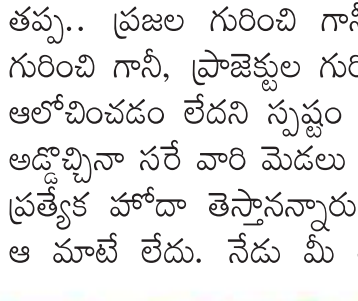 తప్ప.. ప్రజల గురించి గానీ
గురించి గానీ, ప్రాజెక్టుల
ఆలోచించడం లేదని స్పష్టం
అడ్డొచ్చినా సరే వారి మెడలు
ప్రత్యేక హోదా తెస్తానన్నారు
ఆ మాటే లేదు. నేడు మీ